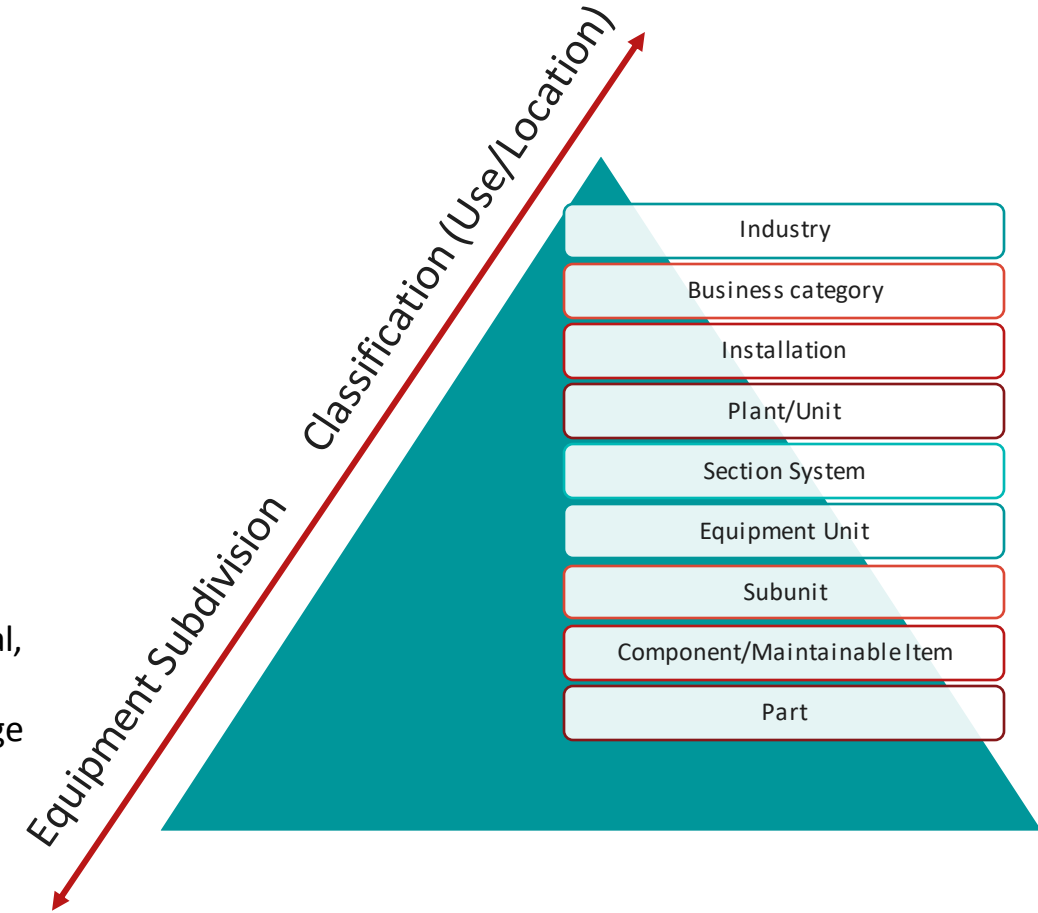 Classification (Use/Location)
Equipment Subdivision
Industry
Business category
Installation
Plant/Unit
Section System
Equipment Unit
Subunit
Component/Maintainable Item
Part